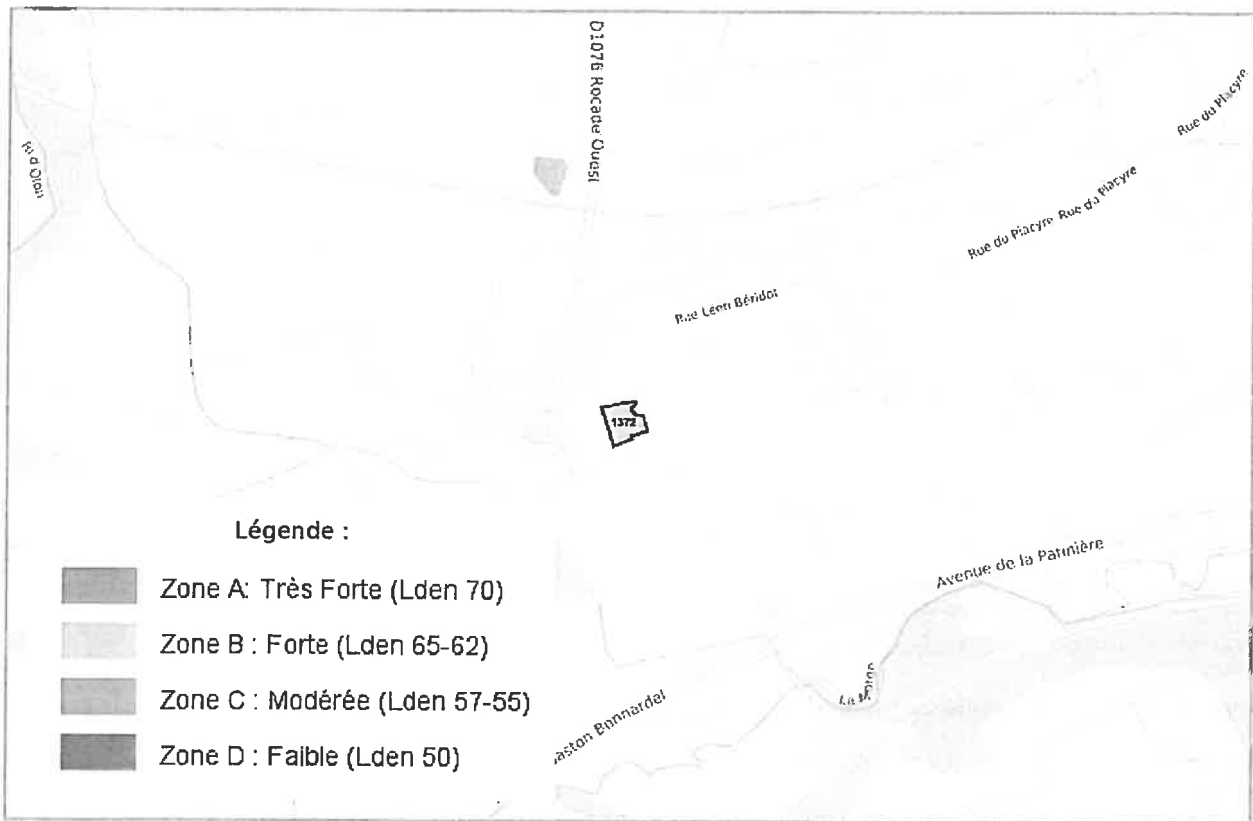 D1076 Rocade Ouest
Rue du Placyre
Rue du Placyre Rue du Placyre
Rue Léon Béridot
1372
Légende :
Zone A: Très Forte (Lden 70)
Zone B : Forte (Lden 65-62)
Zone C : Modérée (Lden 57-55)
Zone D : Faible (Lden 50)
Avenue de la Patinière
aston Bonnardel